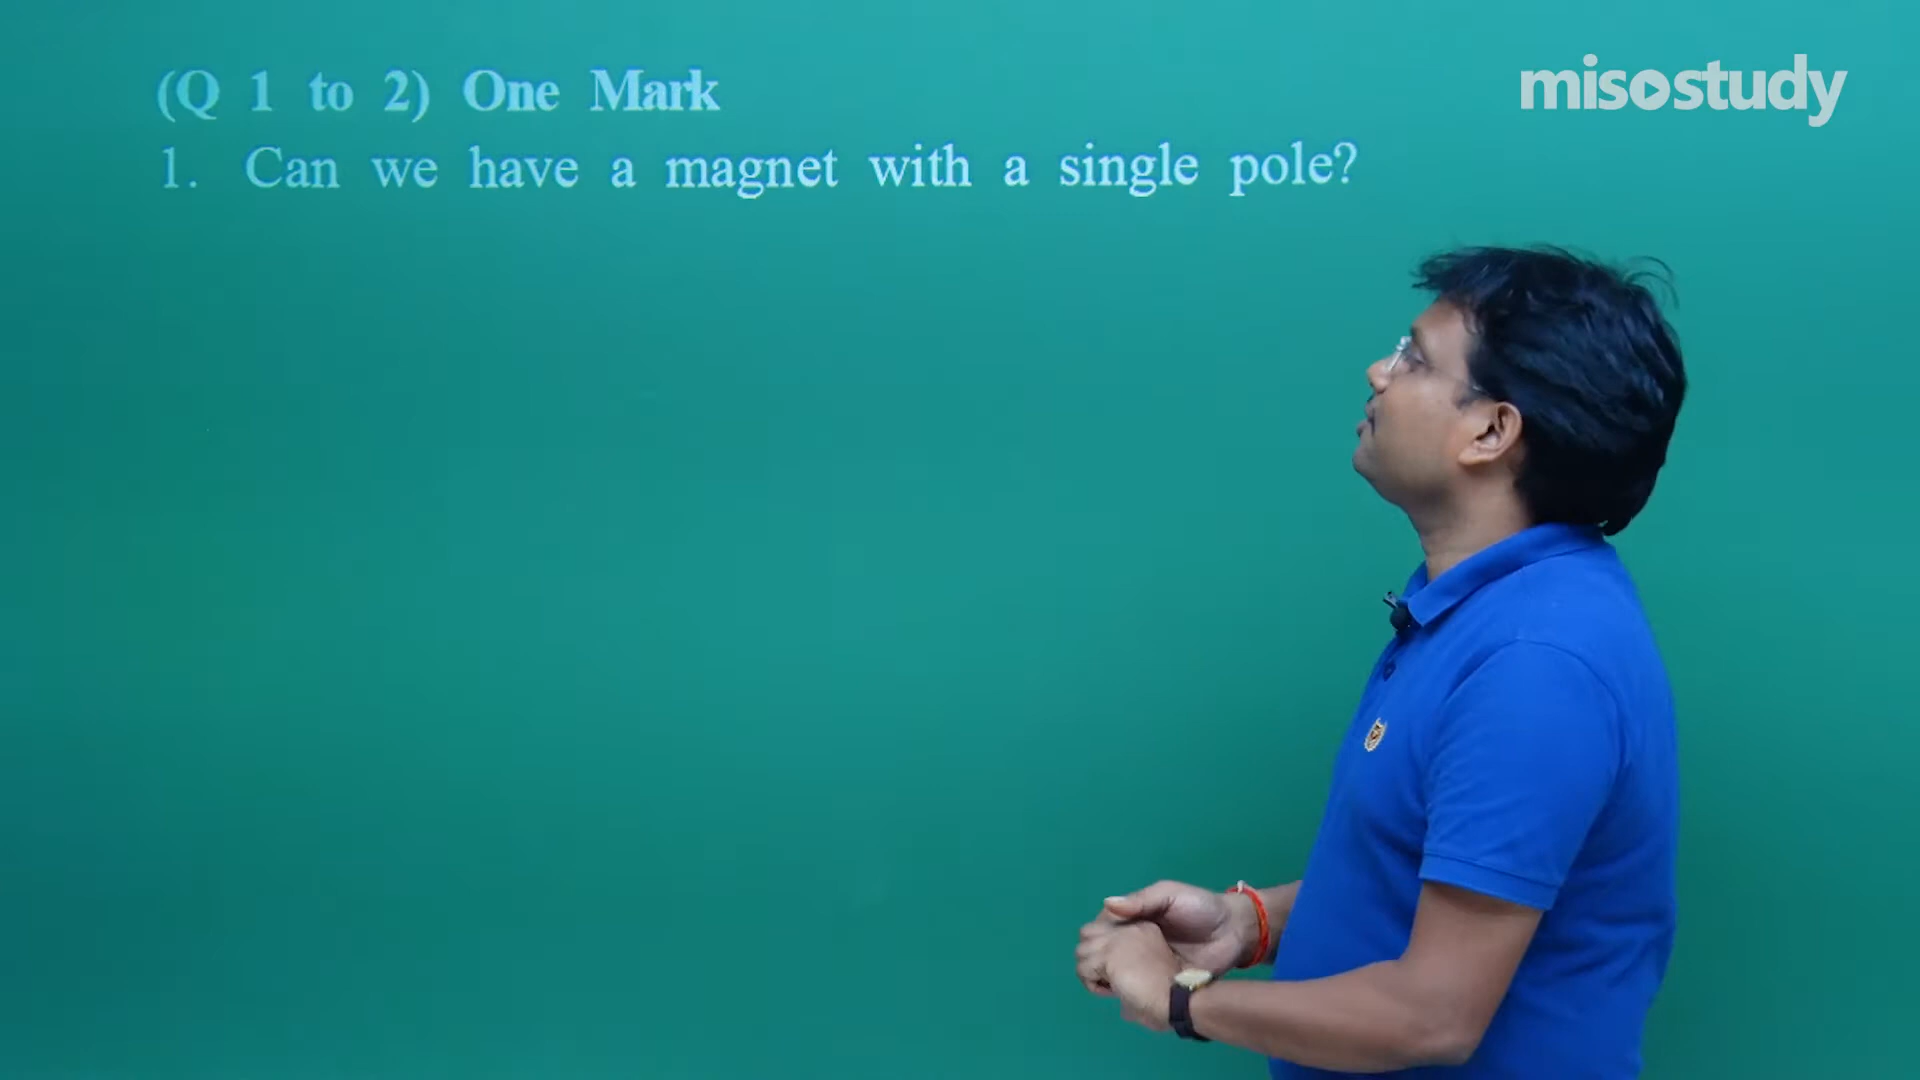 misostudy
(Q 1 to 2) One Mark
1. Can we have a magnet with a single pole?